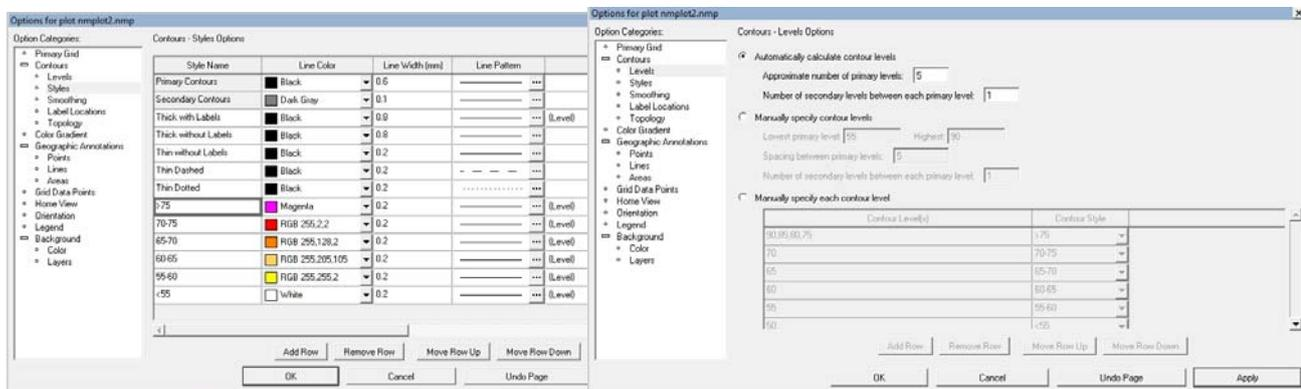 Options for plot nmplot2.nmp
Option Categories:
Primary Grid
Contours
Levels
Styles
Smoothing
Label Locations
Topology
Color Gradient
Geographic Annotations
Points
Lines
Areas
Grid Data Points
Home View
Orientation
Legend
Background
Color
Layers
Contours - Styles Options
Style Name Line Color Line Width (mm) Line Pattern
Primary Contours Black 0.6 ...
Secondary Contours Dark Gray 0.1 ...
Thick with Labels Black 0.8 ... (Level)
Thick without Labels Black 0.8 ...
Thin without Labels Black 0.2 ...
Thin Dashed Black 0.2 ...
Thin Dotted Black 0.2 ...
>75 Magenta 0.2 ... (Level)
70-75 RGB 255,2,2 0.2 ... (Level)
65-70 RGB 255,128,2 0.2 ... (Level)
60-65 RGB 255,205,105 0.2 ... (Level)
55-60 RGB 255,255,2 0.2 ... (Level)
<55 White 0.2 ... (Level)
Add Row Remove Row Move Row Up Move Row Down
OK Cancel Undo Page
Options for plot nmplot2.nmp
Option Categories:
Primary Grid
Contours
Levels
Styles
Smoothing
Label Locations
Topology
Color Gradient
Geographic Annotations
Points
Lines
Areas
Grid Data Points
Home View
Orientation
Legend
Background
Color
Layers
Contours - Levels Options
Automatically calculate contour levels
Approximate number of primary levels: 5
Number of secondary levels between each primary level: 1
Manually specify contour levels
Lowest primary level: 55 Highest: 90
Spacing between primary levels: 5
Number of secondary levels between each primary level: 1
Manually specify each contour level
Contour Level(s) Contour Style
90,85,80,75 >75
70 70-75
65 65-70
60 60-65
55 55-60
50 <55
Add Row Remove Row Move Row Up Move Row Down
OK Cancel Undo Page Apply